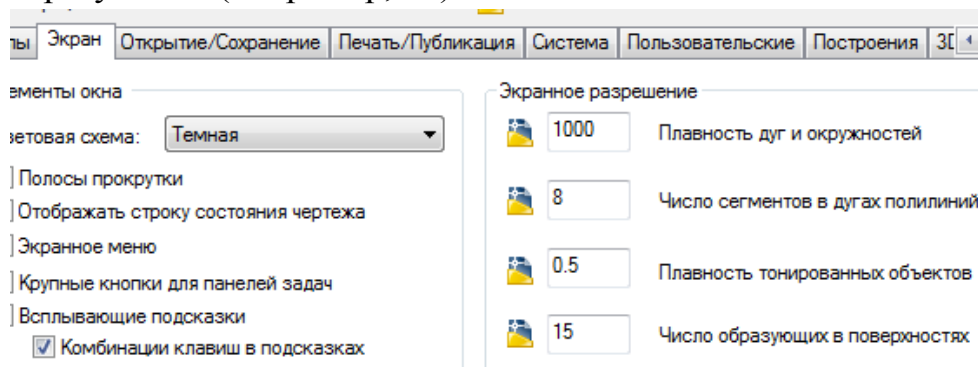 лы Экран Открытие/Сохранение Печать/Публикация Система Пользовательские Построения 3D
ементы окна
ветовая схема: Темная
Полосы прокрутки
Отображать строку состояния чертежа
Экранное меню
Крупные кнопки для панелей задач
Всплывающие подсказки
Комбинации клавиш в подсказках
Экранное разрешение
1000 Плавность дуг и окружностей
8 Число сегментов в дугах полилиний
0.5 Плавность тонированных объектов
15 Число образующих в поверхностях